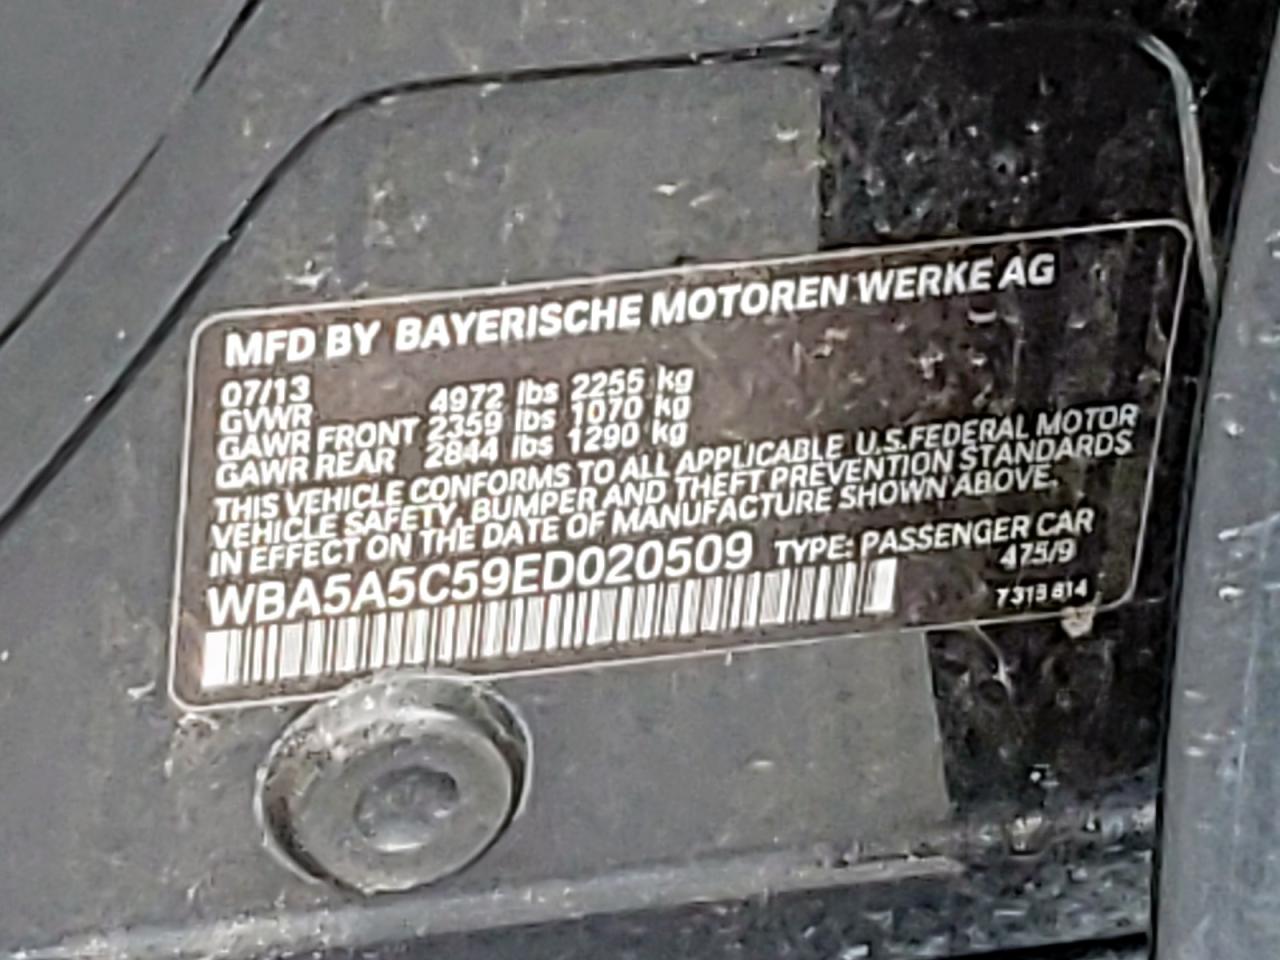 MFD BY BAYERISCHE MOTOREN WERKE AG
07/13
GVWR 4972 lbs 2255 kg
GAWR FRONT 2359 lbs 1070 kg
GAWR REAR 2844 lbs 1290 kg
THIS VEHICLE CONFORMS TO ALL APPLICABLE U.S.FEDERAL MOTOR
VEHICLE SAFETY, BUMPER AND THEFT PREVENTION STANDARDS
IN EFFECT ON THE DATE OF MANUFACTURE SHOWN ABOVE.
WBA5A5C59ED020509 TYPE: PASSENGER CAR
475/9
7313 814